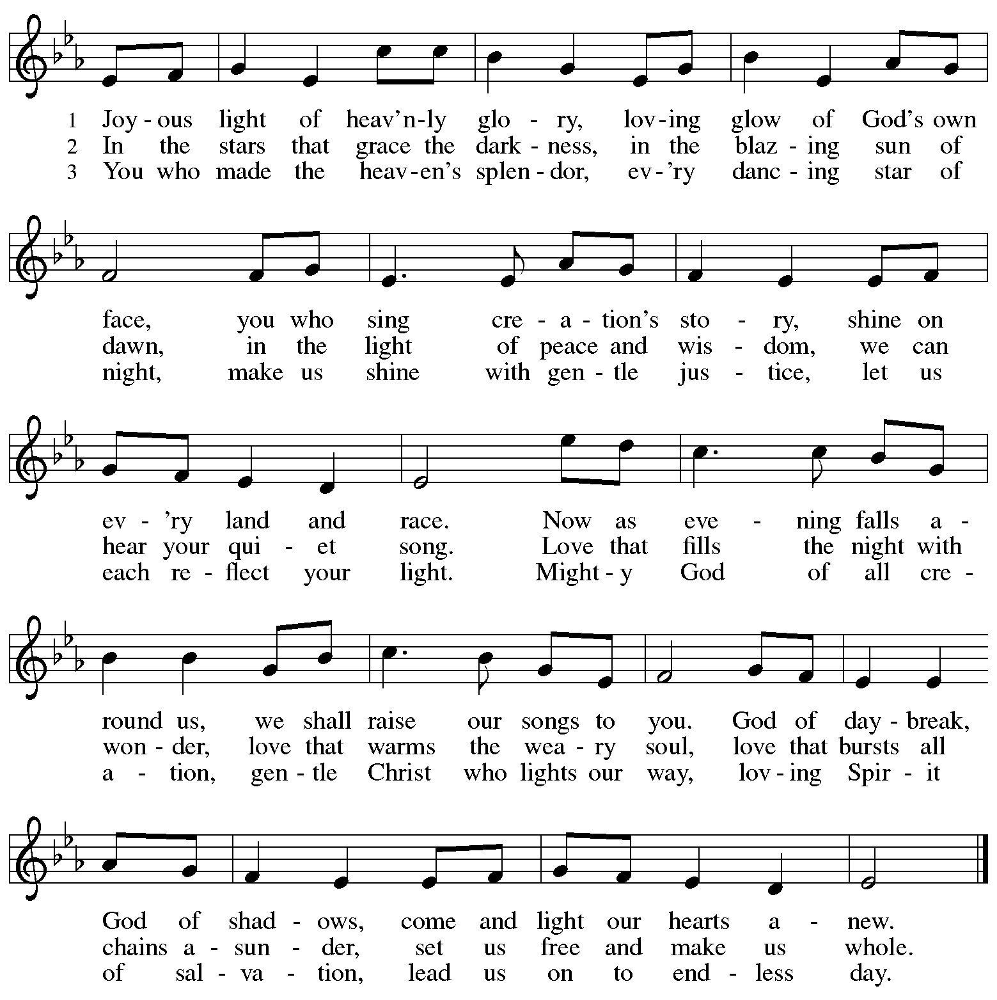 1 Joy - ous light of heav'n-ly glo - ry, lov-ing glow of God's own
2 In the stars that grace the dark - ness, in the blaz - ing sun of
3 You who made the heav-en's splen - dor, ev-'ry danc - ing star of
face, you who sing cre - a - tion's sto - ry, shine on
dawn, in the light of peace and wis - dom, we can
night, make us shine with gen - tle jus - tice, let us
ev - 'ry land and race. Now as eve - ning falls a -
hear your qui - et song. Love that fills the night with
each re - flect your light. Might - y God of all cre -
round us, we shall raise our songs to you. God of day - break,
won - der, love that warms the wea - ry soul, love that bursts all
a - tion, gen - tle Christ who lights our way, lov - ing Spir - it
God of shad - ows, come and light our hearts a - new.
chains a - sun - der, set us free and make us whole.
of sal - va - tion, lead us on to end - less day.